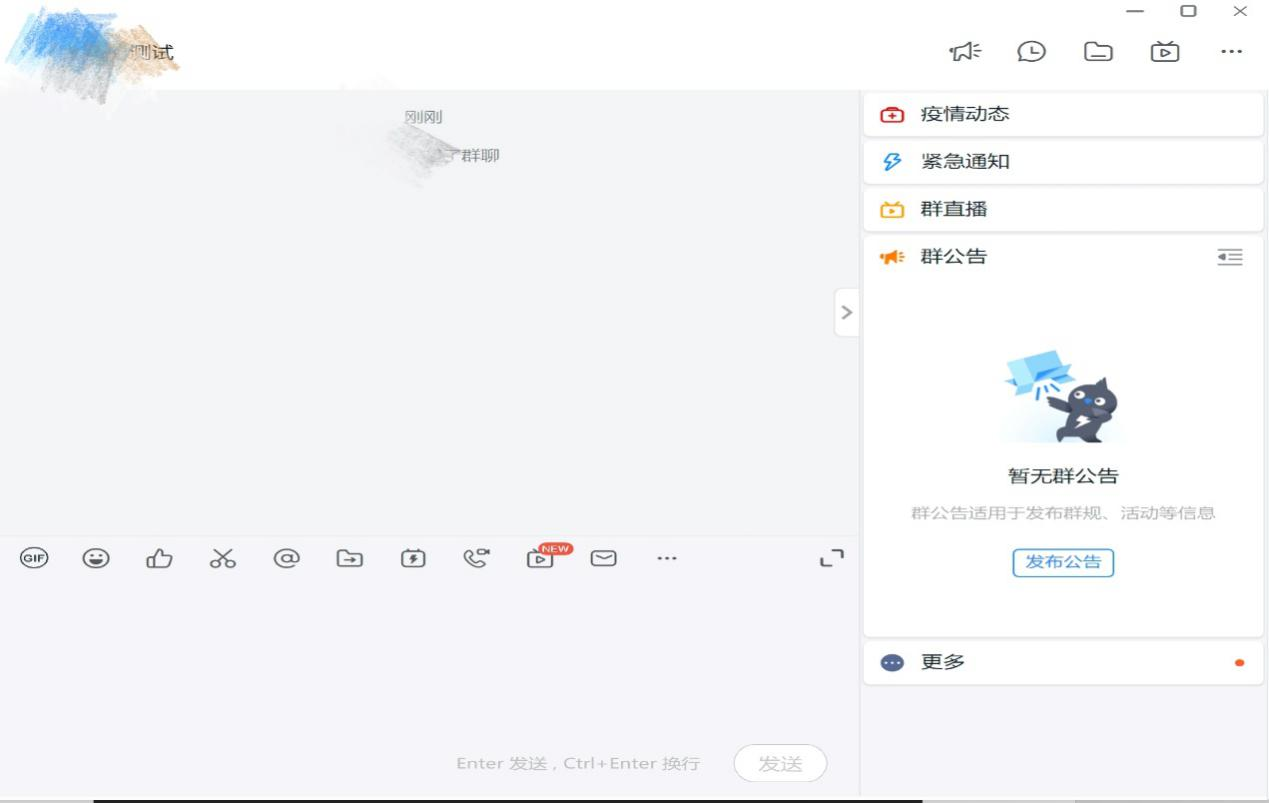 测试
刚刚
了群聊
疫情动态
紧急通知
群直播
群公告
暂无群公告
群公告适用于发布群规、活动等信息
发布公告
更多
GIF
NEW
Enter 发送 , Ctrl+Enter 换行
发送